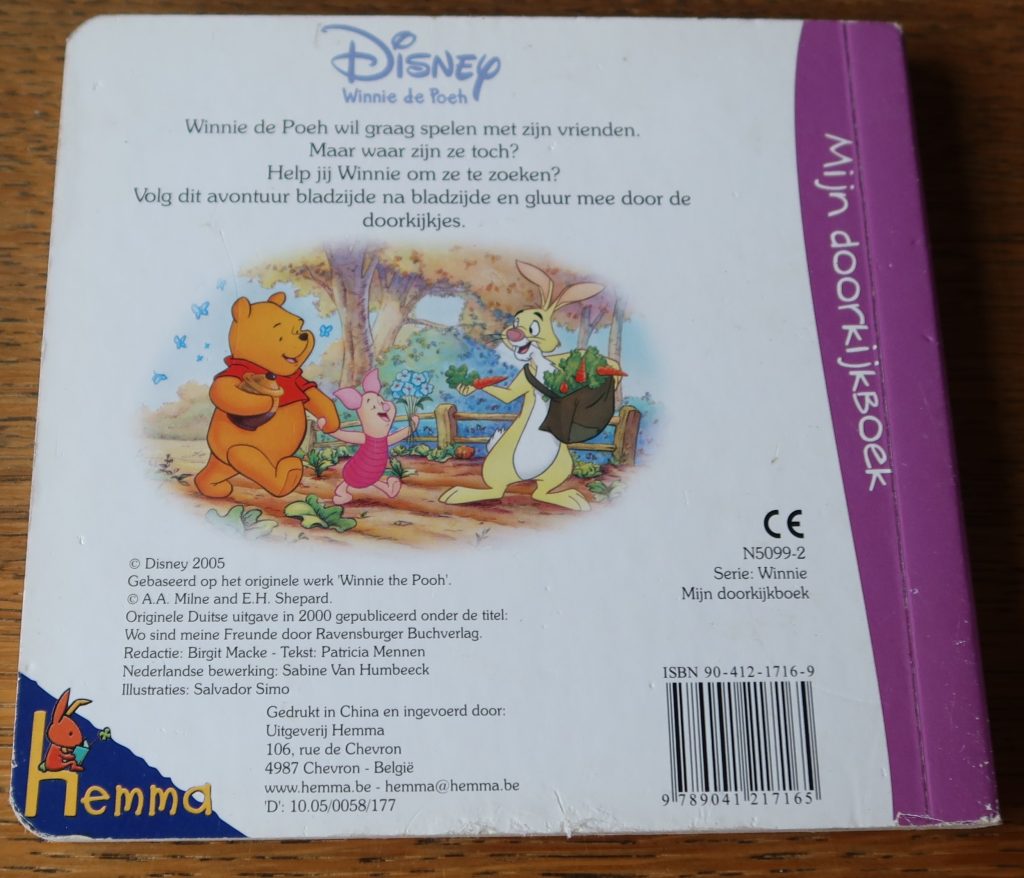 Disney
Winnie de Poeh
Winnie de Poeh wil graag spelen met zijn vrienden.
Maar waar zijn ze toch?
Help jij Winnie om ze te zoeken?
Volg dit avontuur bladzijde na bladzijde en gluur mee door de
doorkijkjes.
Mijn doorkijkboek
CE
N5099-2
Serie: Winnie
Mijn doorkijkboek
© Disney 2005
Gebaseerd op het originele werk 'Winnie the Pooh'.
© A.A. Milne and E.H. Shepard.
Originele Duitse uitgave in 2000 gepubliceerd onder de titel:
Wo sind meine Freunde door Ravensburger Buchverlag.
Redactie: Birgit Macke - Tekst: Patricia Mennen
Nederlandse bewerking: Sabine Van Humbeeck
Illustraties: Salvador Simo
Gedrukt in China en ingevoerd door:
Uitgeverij Hemma
106, rue de Chevron
4987 Chevron - België
www.hemma.be - hemma@hemma.be
'D': 10.05/0058/177
hemma
ISBN 90-412-1716-9
9 789041 217165